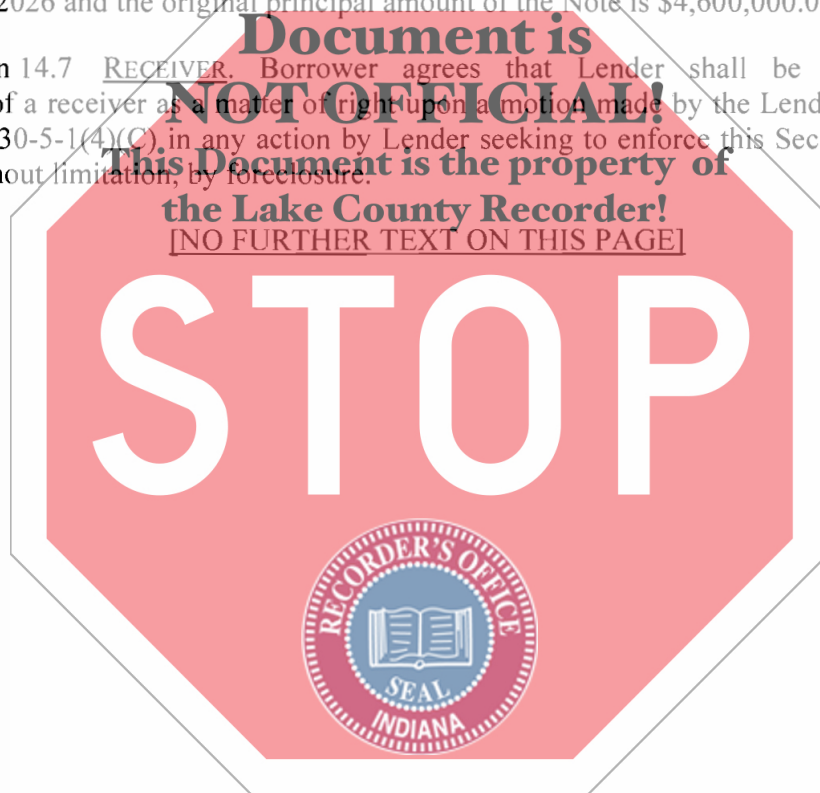 2026 and the original principal amount of the Note is $4,600,000.0
Document is
n 14.7 RECEIVER. Borrower agrees that Lender shall be
NOT OFFICIAL!
of a receiver as a matter of right upon a motion made by the Lend
30-5-1(4)(C) in any action by Lender seeking to enforce this Sec
This Document is the property of
hout limitation, by foreclosure.
the Lake County Recorder!
[NO FURTHER TEXT ON THIS PAGE]
STOP
RECORDER'S OFFICE
SEAL
INDIANA